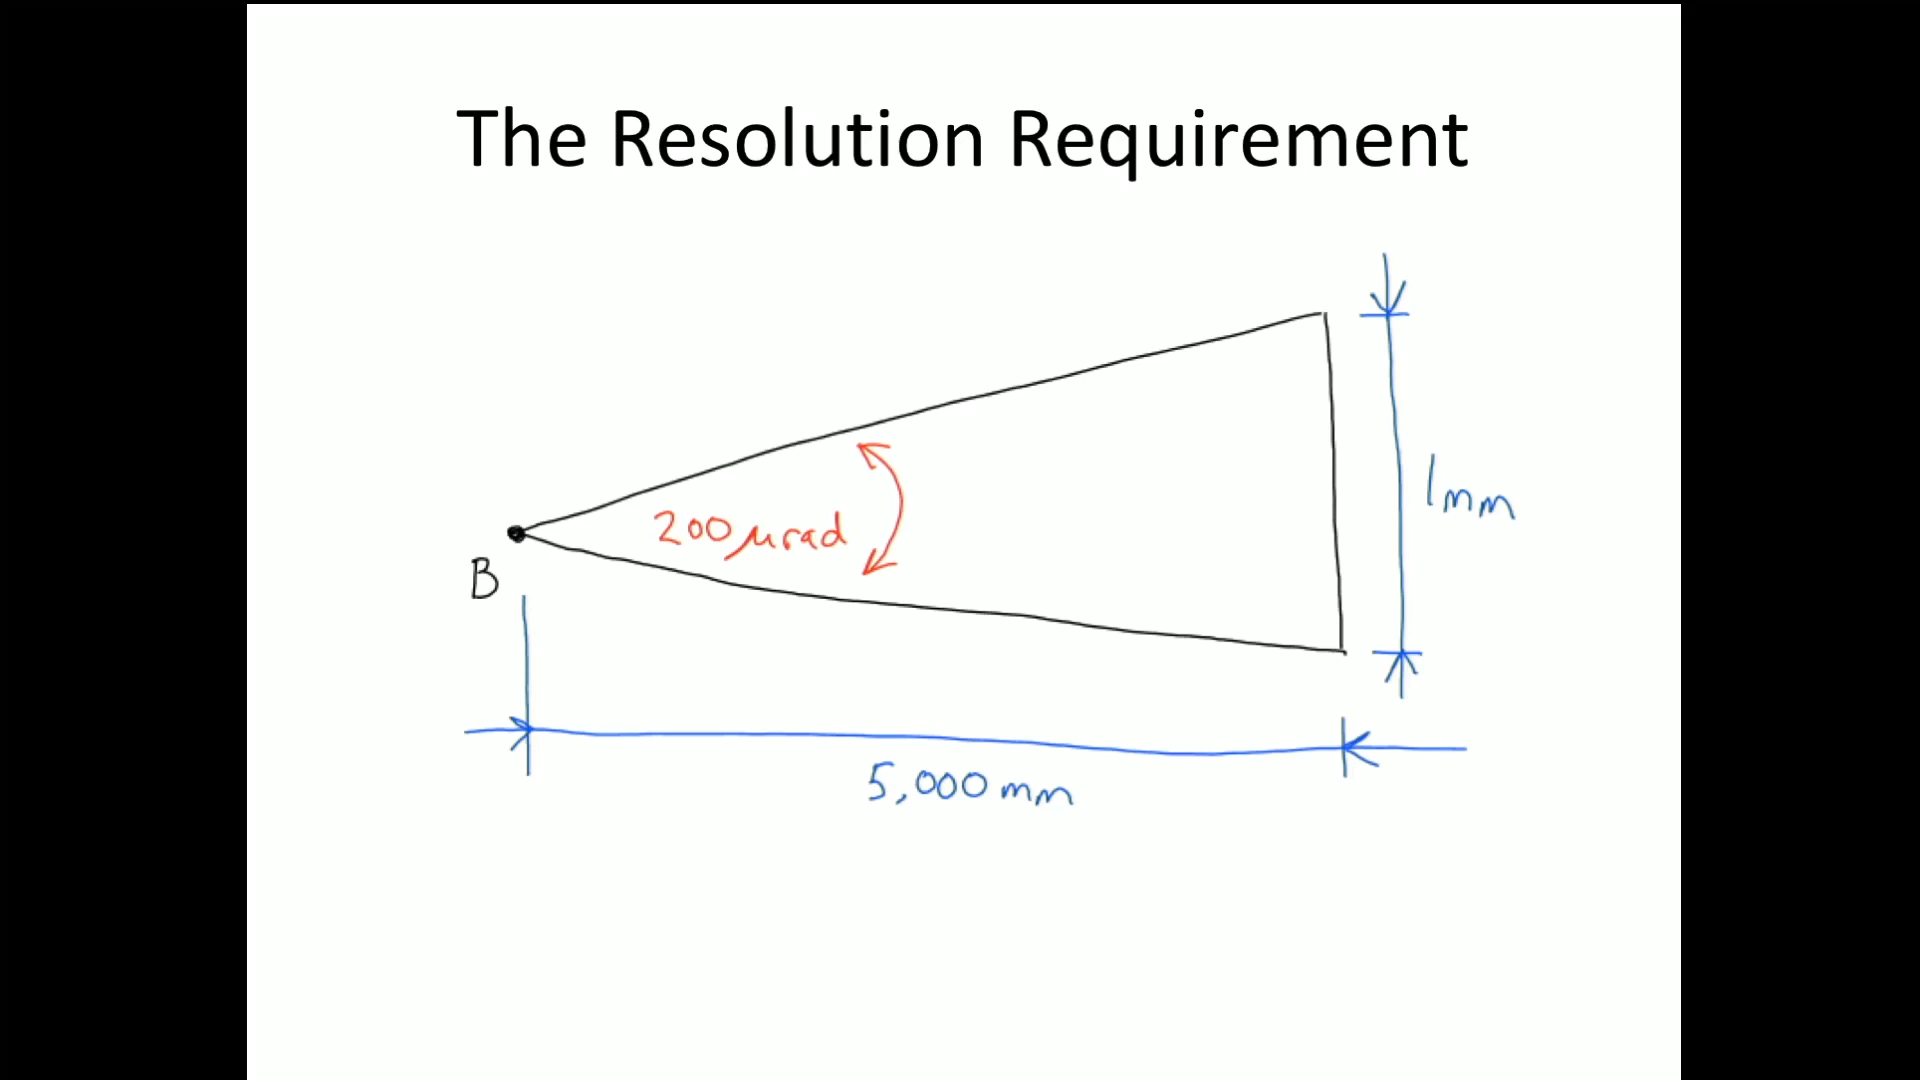 The Resolution Requirement
1mm
200 μrad
B
5,000 mm